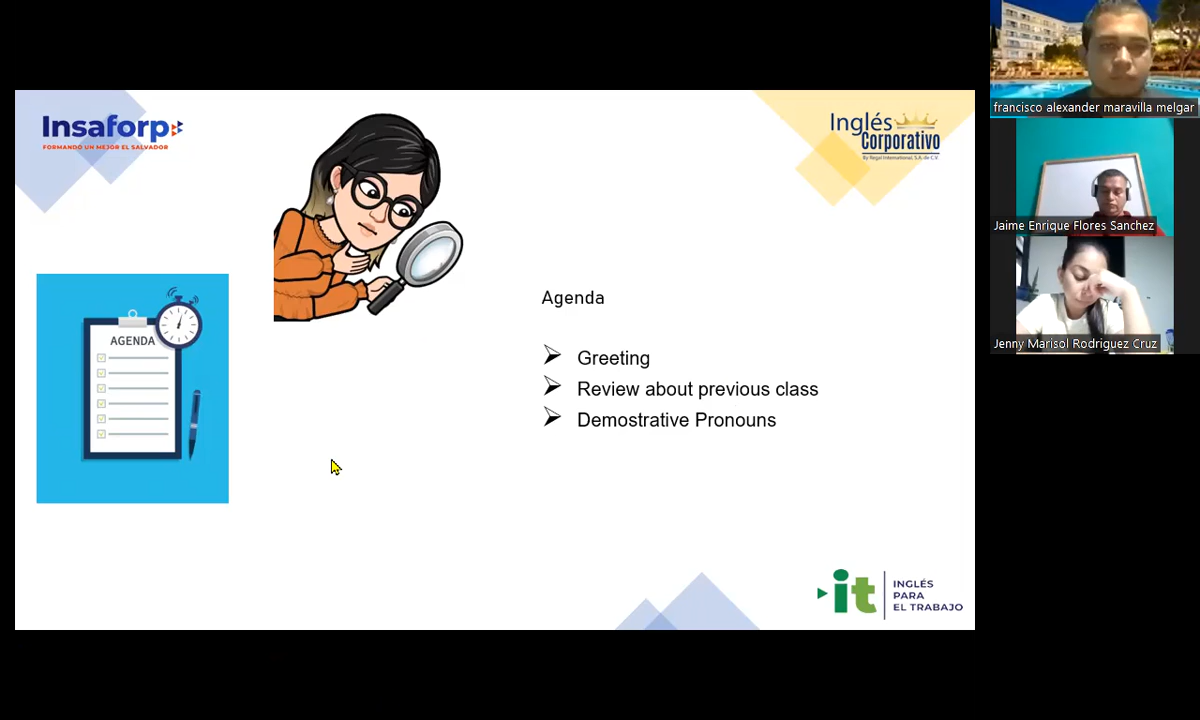 Insaforp
FORMANDO UN MEJOR EL SALVADOR
Inglés
Corporativo
By Regal International, S.A. de C.V.
AGENDA
Agenda
Greeting
Review about previous class
Demostrative Pronouns
it
INGLÉS
PARA
EL TRABAJO
francisco alexander maravilla melgar
Jaime Enrique Flores Sanchez
Jenny Marisol Rodriguez Cruz